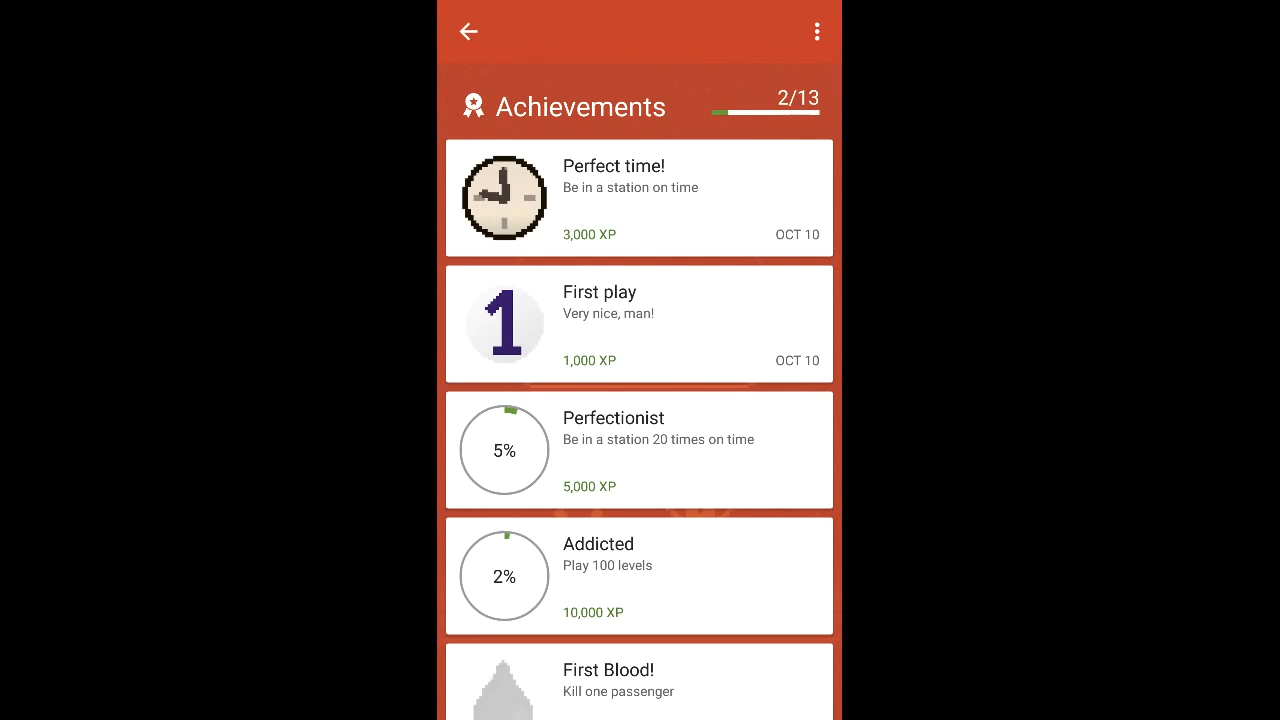 Achievements
2/13
Perfect time!
Be in a station on time
3,000 XP
OCT 10
1
First play
Very nice, man!
1,000 XP
OCT 10
5%
Perfectionist
Be in a station 20 times on time
5,000 XP
2%
Addicted
Play 100 levels
10,000 XP
First Blood!
Kill one passenger